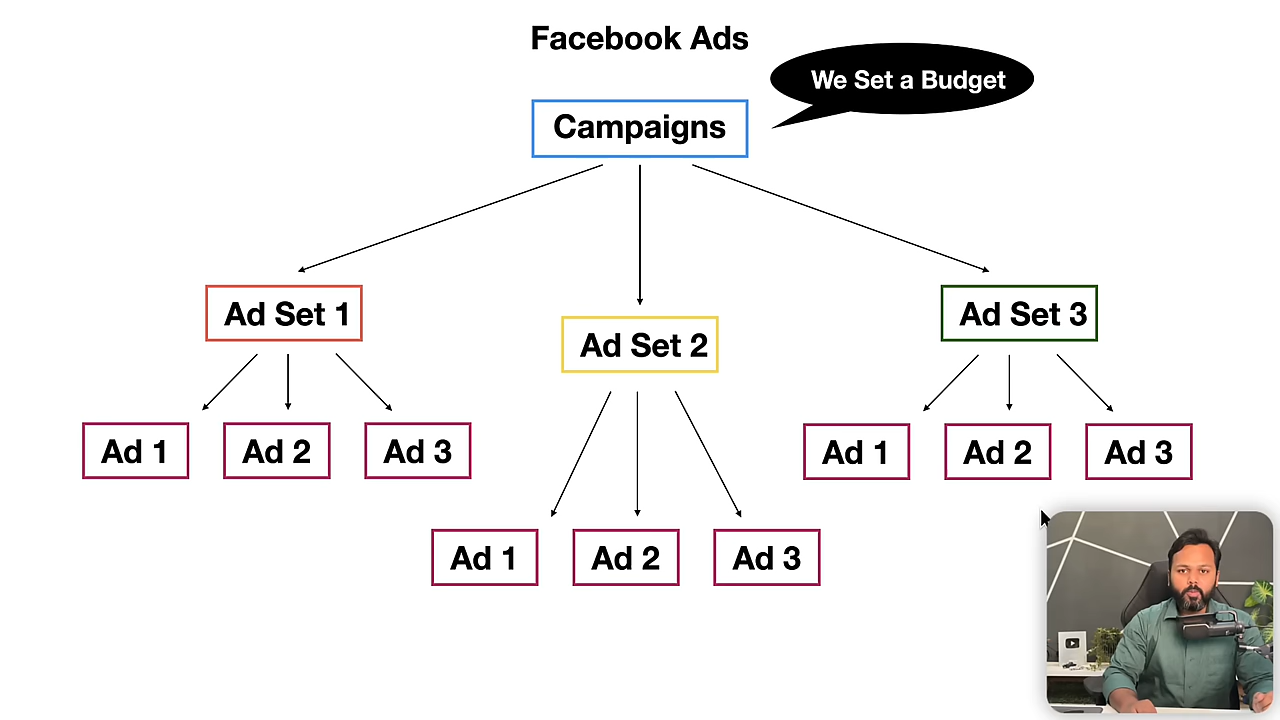 Facebook Ads
We Set a Budget
Campaigns
Ad Set 1
Ad Set 2
Ad Set 3
Ad 1
Ad 2
Ad 3
Ad 1
Ad 2
Ad 3
Ad 1
Ad 2
Ad 3